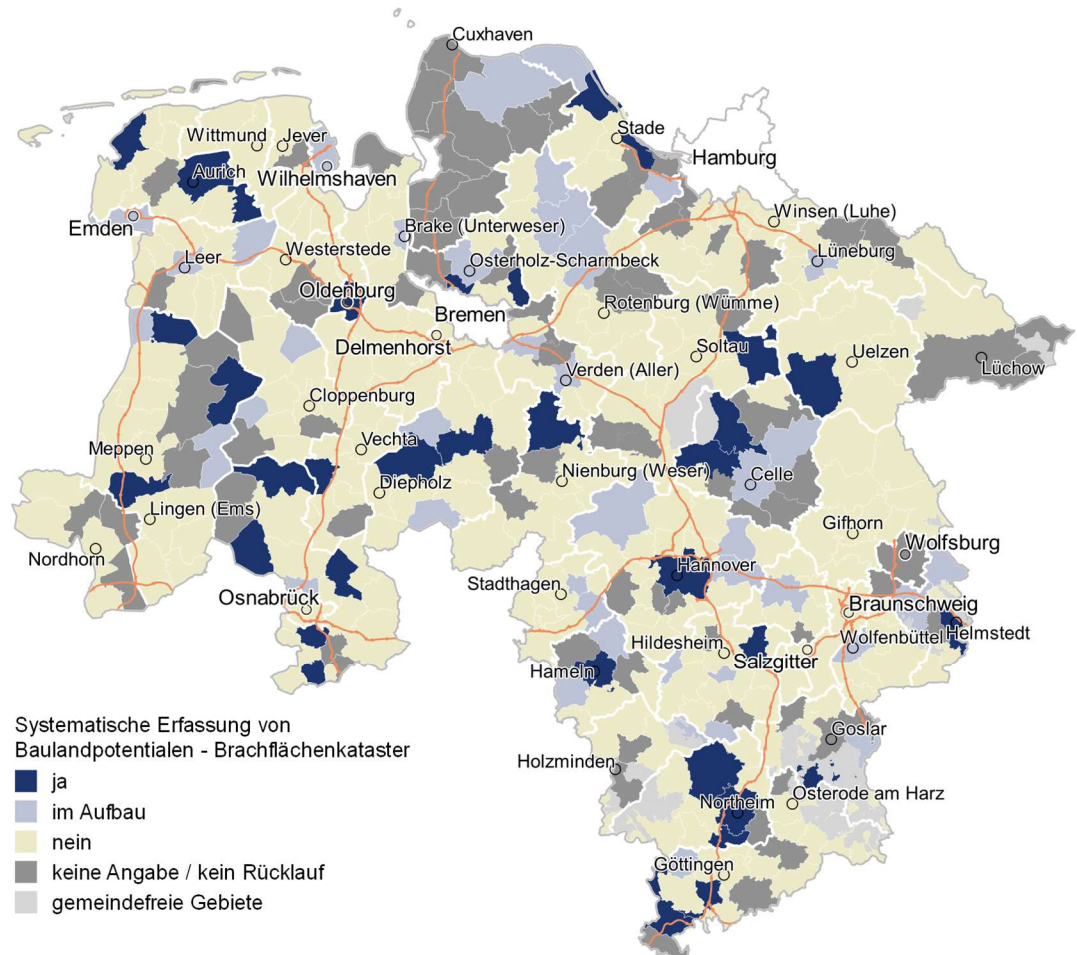 Cuxhaven
Wittmund
Jever
Stade
Hamburg
Aurich
Wilhelmshaven
Emden
Brake (Unterweser)
Winsen (Luhe)
Leer
Westerstede
Osterholz-Scharmbeck
Lüneburg
Oldenburg
Rotenburg (Wümme)
Bremen
Delmenhorst
Soltau
Uelzen
Lüchow
Verden (Aller)
Cloppenburg
Vechta
Meppen
Nienburg (Weser)
Celle
Diepholz
Lingen (Ems)
Gifhorn
Nordhorn
Wolfsburg
Hannover
Stadthagen
Osnabrück
Braunschweig
Hildesheim
Salzgitter
Wolfenbüttel
Helmstedt
Hameln
Systematische Erfassung von
Baulandpotentialen - Brachflächenkataster
ja
im Aufbau
nein
keine Angabe / kein Rücklauf
gemeindefreie Gebiete
Goslar
Holzminden
Northeim
Osterode am Harz
Göttingen